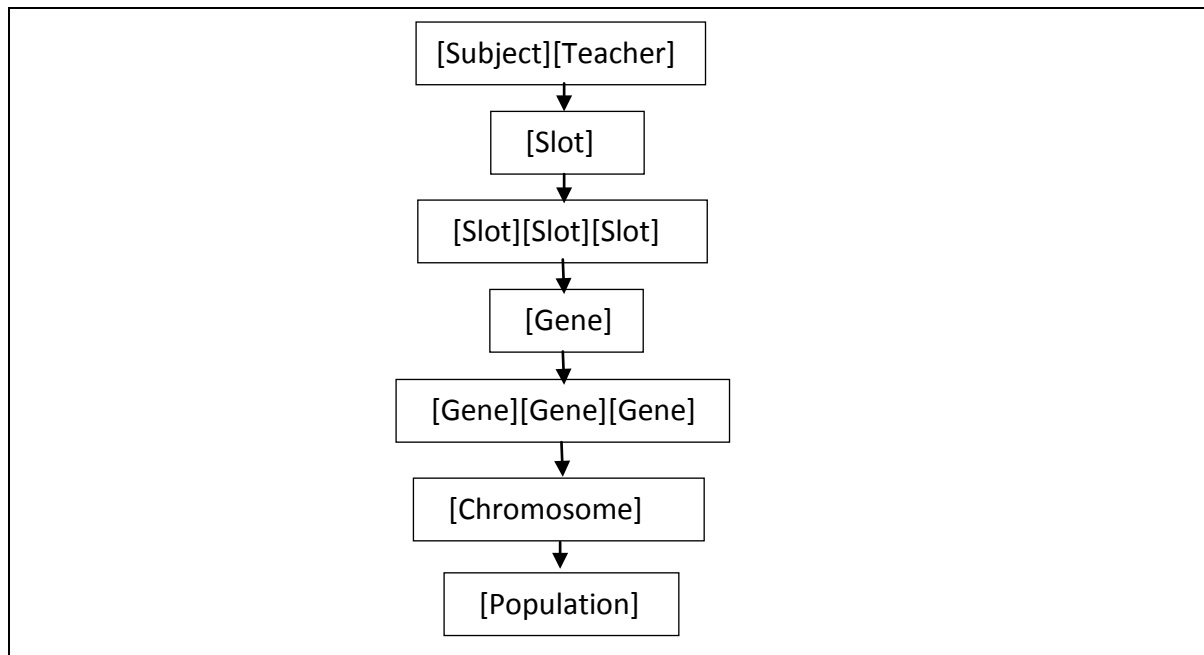 [Subject][Teacher]
[Slot]
[Slot][Slot][Slot]
[Gene]
[Gene][Gene][Gene]
[Chromosome]
[Population]